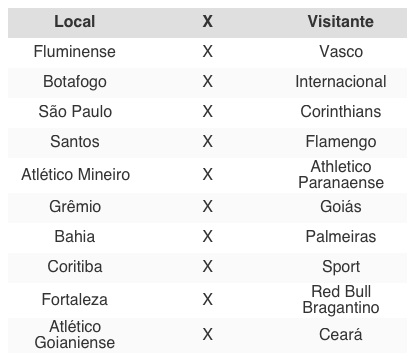 Local X Visitante
Fluminense X Vasco
Botafogo X Internacional
São Paulo X Corinthians
Santos X Flamengo
Atlético Mineiro X Athletico
Paranaense
Grêmio X Goiás
Bahia X Palmeiras
Coritiba X Sport
Fortaleza X Red Bull
Bragantino
Atlético
Goianiense X Ceará